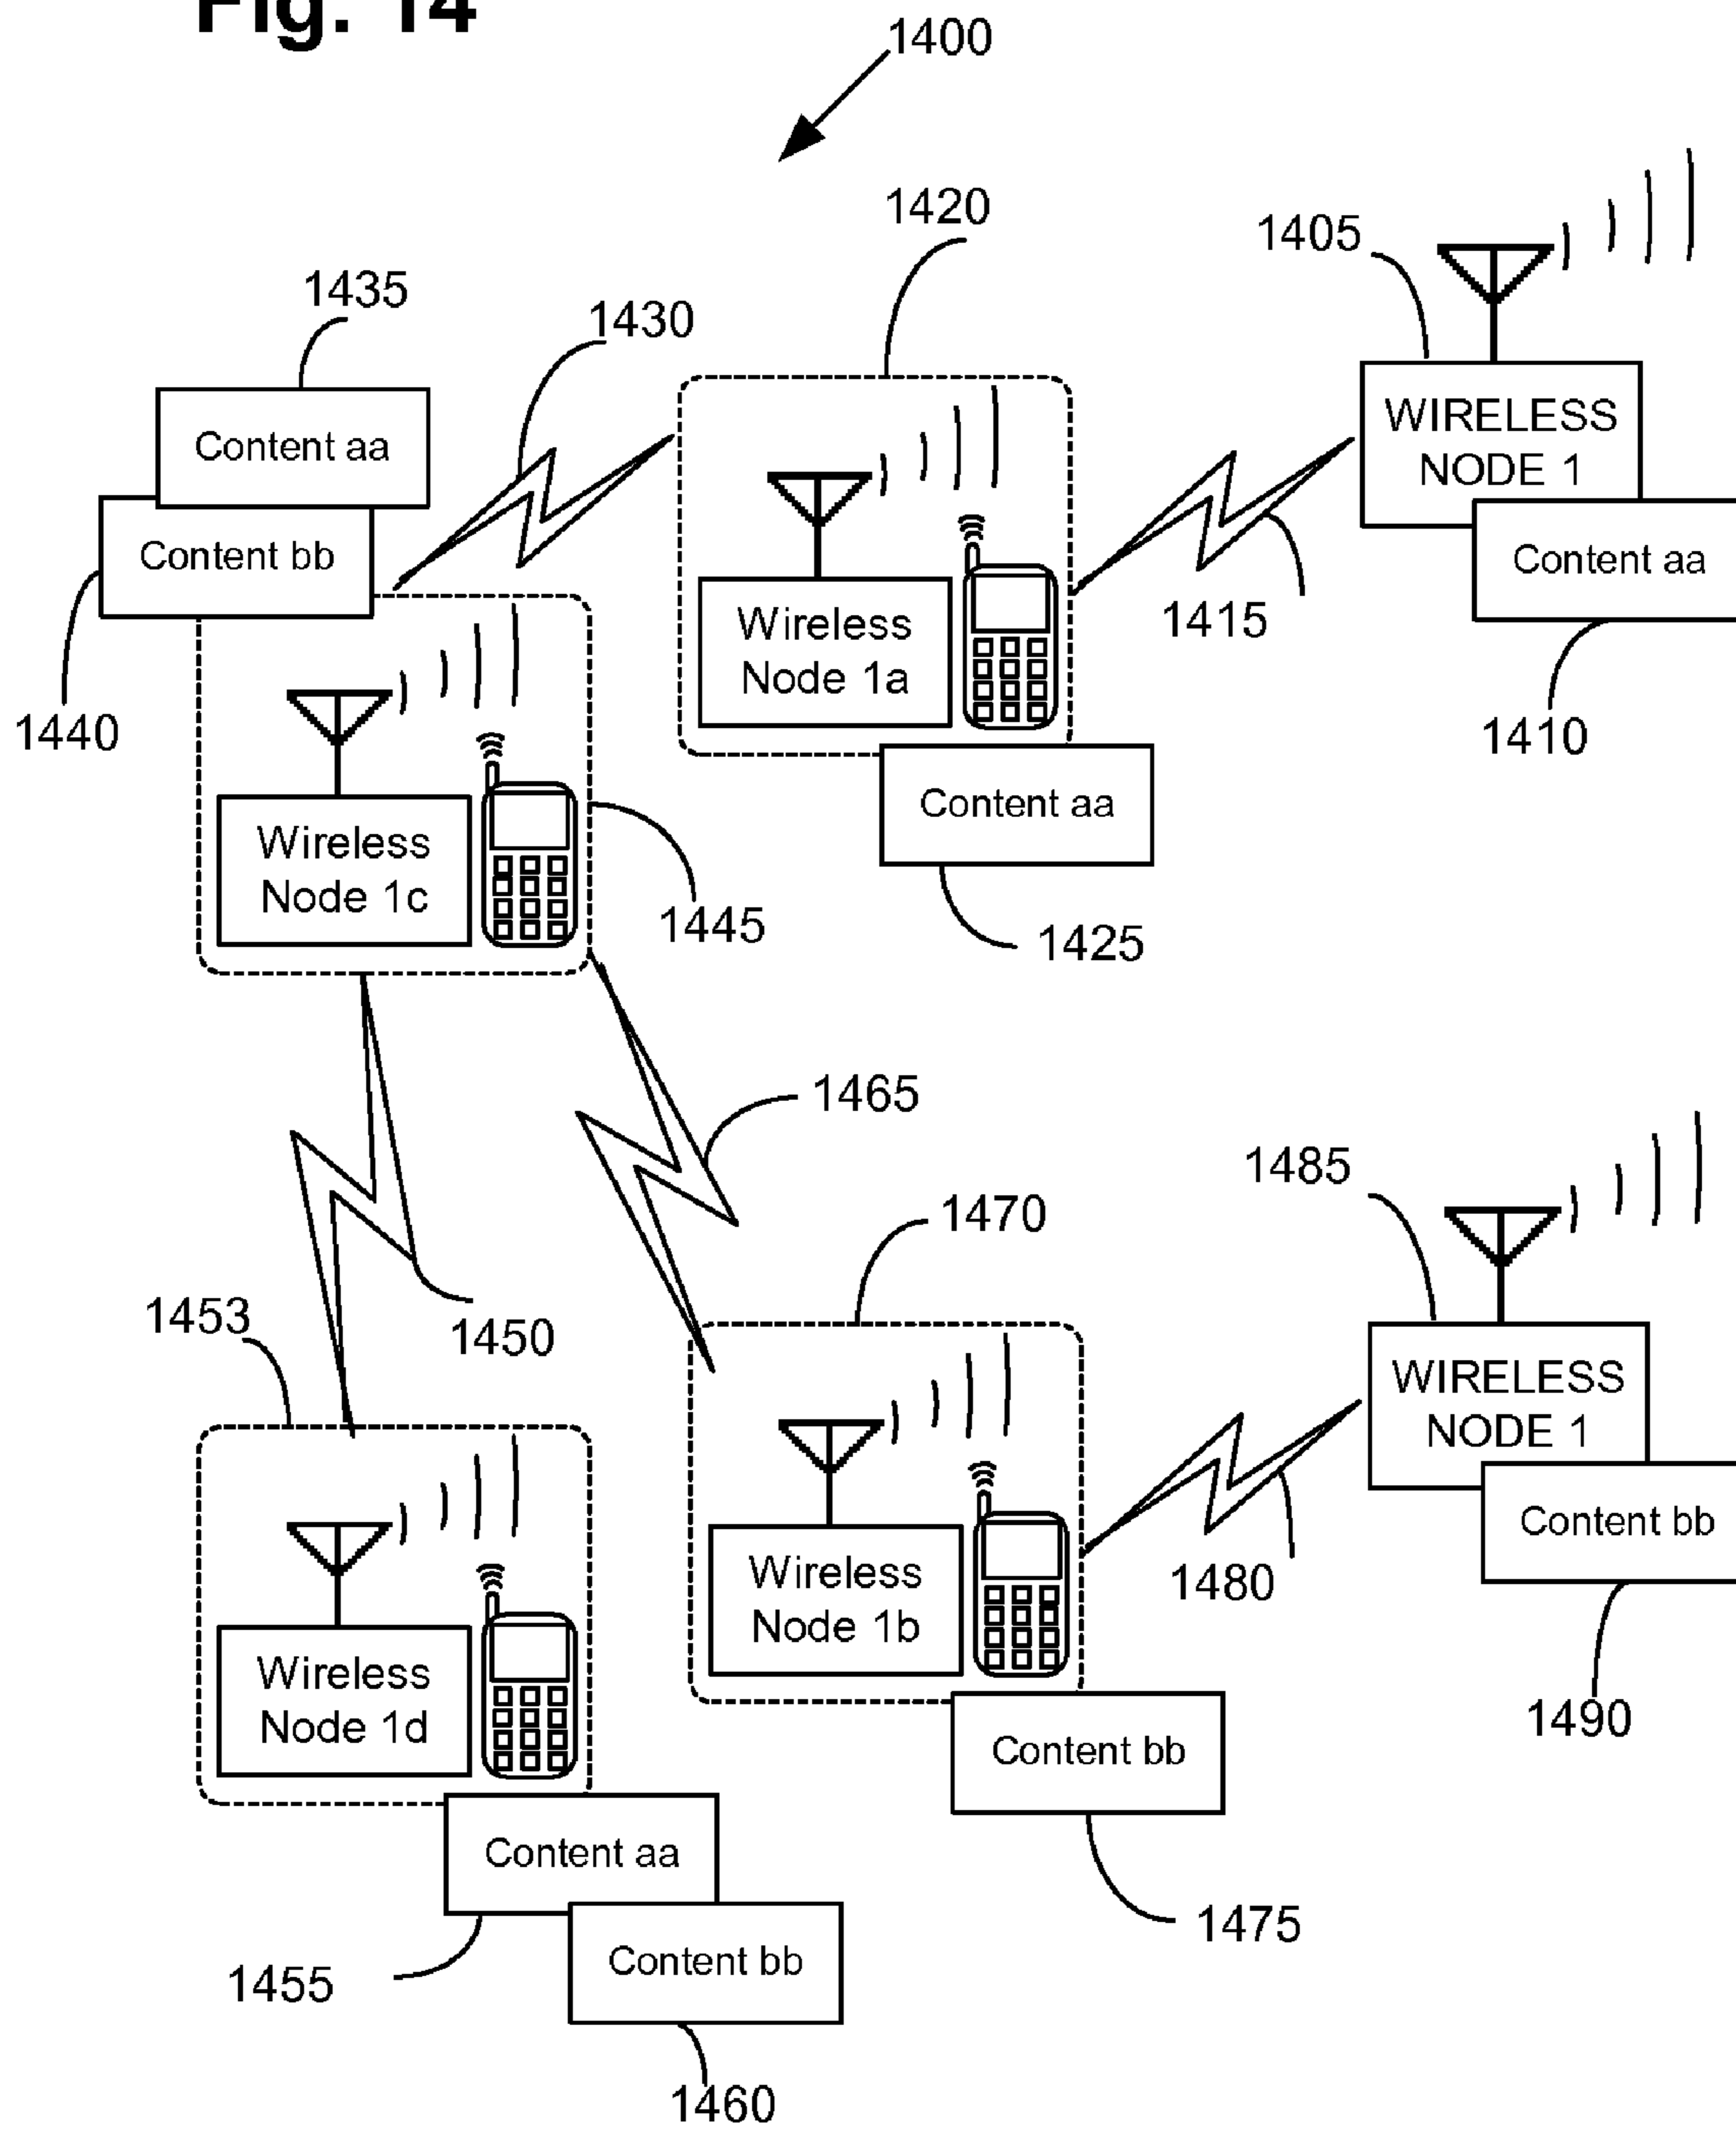 Fig. 14
1400
1420
1405
1435
1430
WIRELESS
NODE 1
Content aa
Content bb
Content aa
Wireless
Node 1a
1415
1440
1410
Content aa
Wireless
Node 1c
1445
1425
1465
1485
1470
1453
1450
WIRELESS
NODE 1
Content bb
Wireless
Node 1b
1480
Wireless
Node 1d
1490
Content bb
Content aa
1475
Content bb
1455
1460